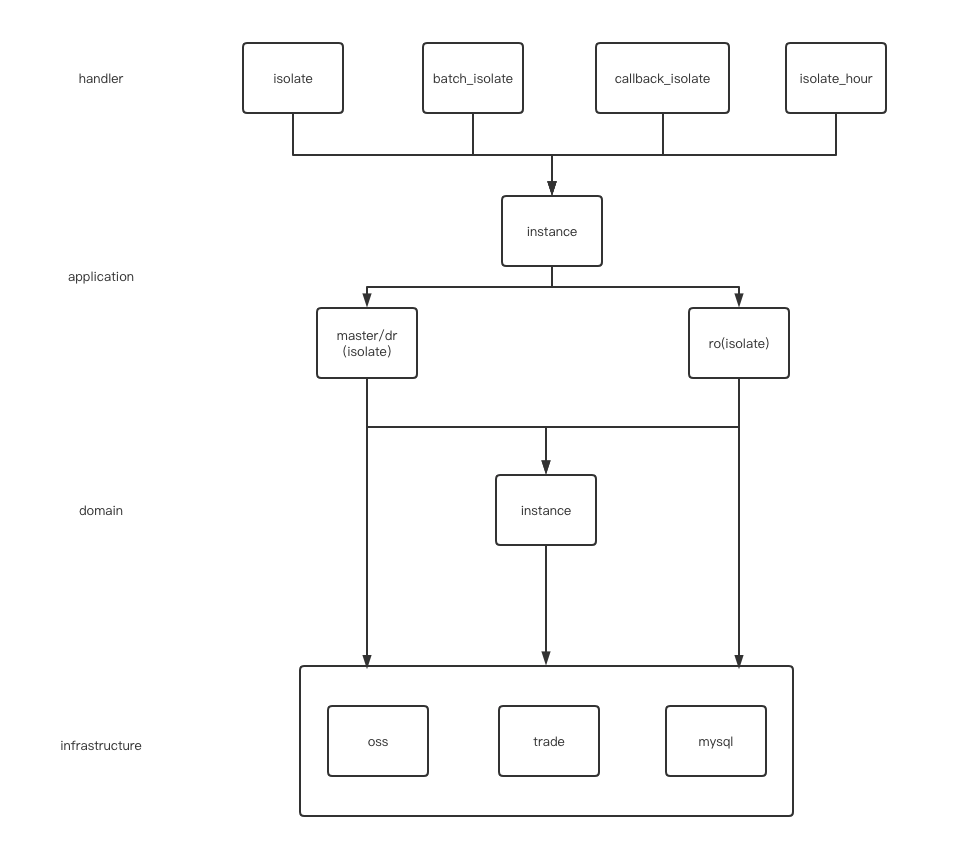 handler
isolate
batch_isolate
callback_isolate
isolate_hour
instance
application
master/dr
(isolate)
ro(isolate)
domain
instance
infrastructure
oss
trade
mysql